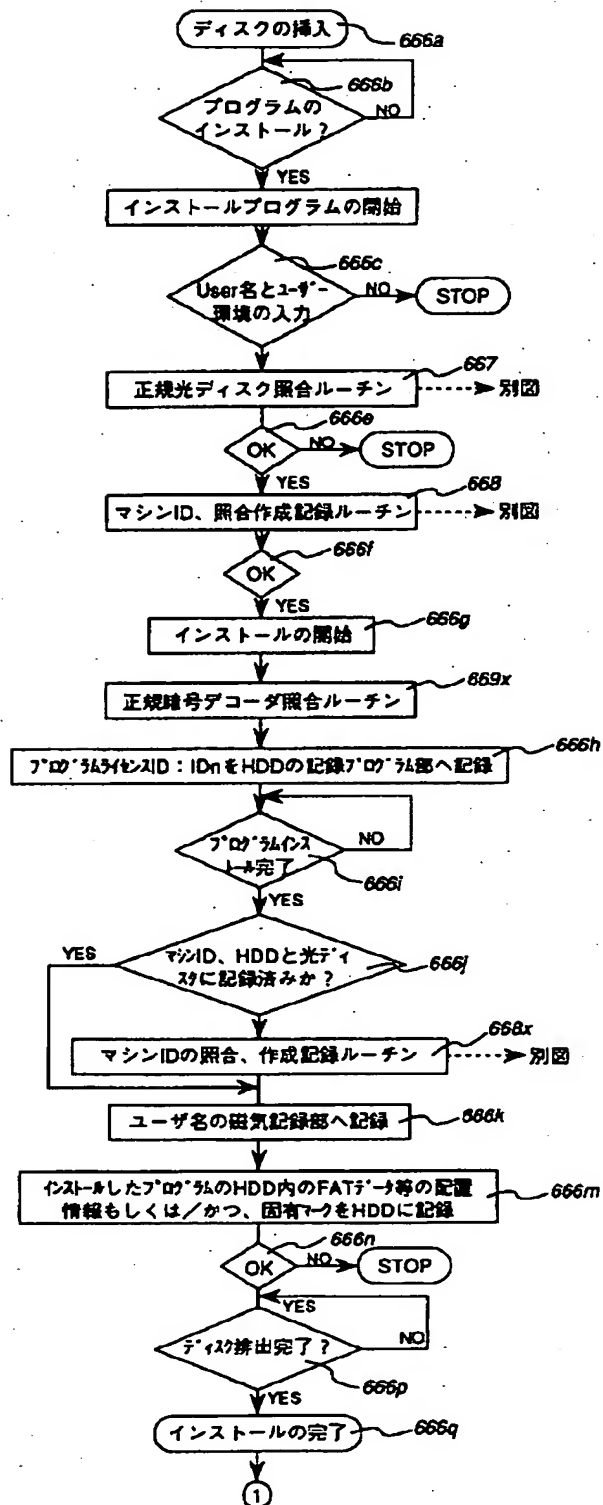 ディスクの挿入
666a
666b
プログラムの
インストール?
NO
YES
インストールプログラムの開始
666c
User名とユーザー
環境の入力
NO
STOP
667
正規光ディスク照合ルーチン
別図
666e
OK
NO
STOP
YES
668
マシンID、照合作成記録ルーチン
別図
666f
OK
YES
666g
インストールの開始
669x
正規暗号デコーダ照合ルーチン
666h
プログラムライセンスID:IDnをHDDの記録プログラム部へ記録
プログラムインス
トール完了
NO
666i
YES
YES
マシンID、HDDと光ディ
スクに記録済みか?
666j
668x
マシンIDの照合、作成記録ルーチン
別図
ユーザ名の磁気記録部へ記録
666k
インストールしたプログラムのHDD内のFATデータ等の配置
情報もしくは/かつ、固有マークをHDDに記録
666m
666n
OK
NO
STOP
YES
ディスク排出完了?
NO
666p
YES
インストールの完了
666q
1